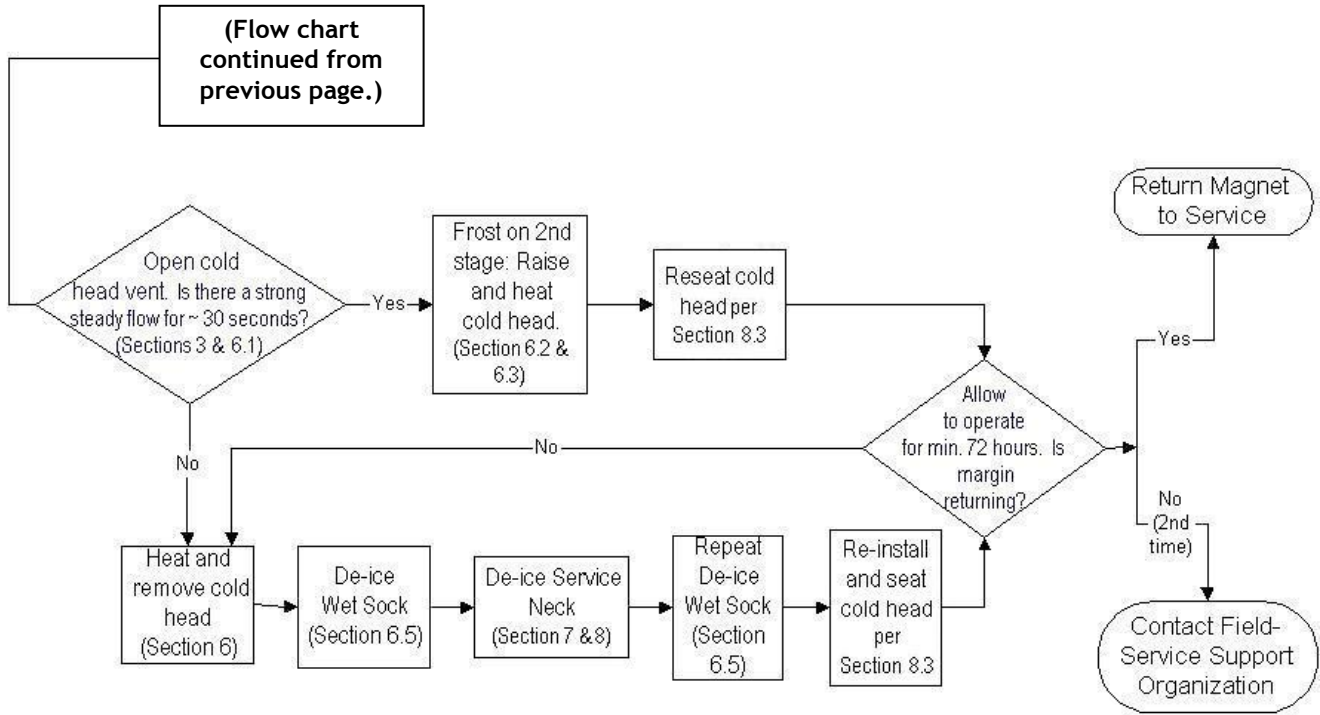 (Flow chart
continued from
previous page.)
Open cold
head vent. Is there a strong
steady flow for ~ 30 seconds?
(Sections 3 & 6.1)
Yes
Frost on 2nd
stage: Raise
and heat
cold head.
(Section 6.2 &
6.3)
Reseat cold
head per
Section 8.3
Return Magnet
to Service
Yes
Allow
to operate
for min. 72 hours. Is
margin
returning?
No
No
No
(2nd
time)
Heat and
remove cold
head
(Section 6)
De-ice
Wet Sock
(Section 6.5)
De-ice Service
Neck
(Section 7 & 8)
Repeat
De-ice
Wet Sock
(Section
6.5)
Re-install
and seat
cold head
per
Section 8.3
Contact Field-
Service Support
Organization